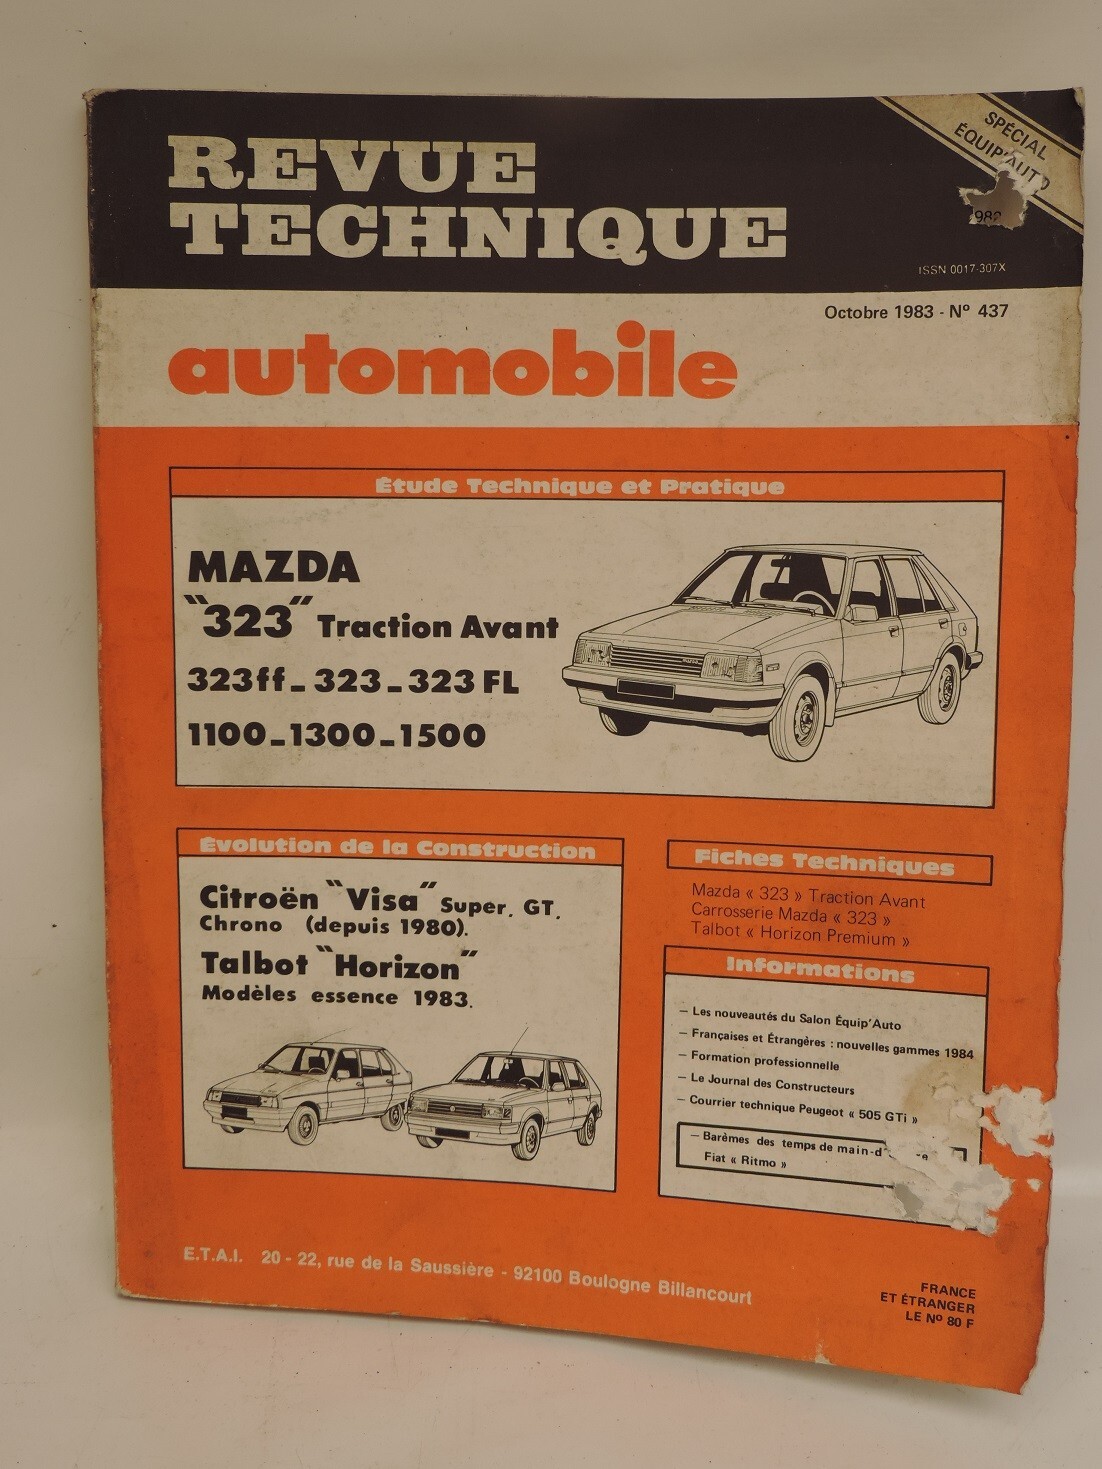 REVUE
TECHNIQUE
SPÉCIAL
ÉQUIP'AUTO
ISSN 0017-307X
Octobre 1983 - Nº 437
automobile
Étude Technique et Pratique
MAZDA
"323" Traction Avant
323ff - 323 - 323 FL
1100 - 1300 - 1500
Évolution de la Construction
Citroën "Visa" Super. GT.
Chrono (depuis 1980).
Talbot "Horizon"
Modèles essence 1983.
Fiches Techniques
Mazda « 323 » Traction Avant
Carrosserie Mazda « 323 »
Talbot « Horizon Premium »
Informations
— Les nouveautés du Salon Équip'Auto
— Françaises et Étrangères : nouvelles gammes 1984
— Formation professionnelle
— Le Journal des Constructeurs
— Courrier technique Peugeot « 505 GTi »
— Barèmes des temps de main-d'
Fiat « Ritmo »
E.T.A.I. 20 - 22, rue de la Saussière - 92100 Boulogne Billancourt
FRANCE
ET ÉTRANGER
LE Nº 80 F